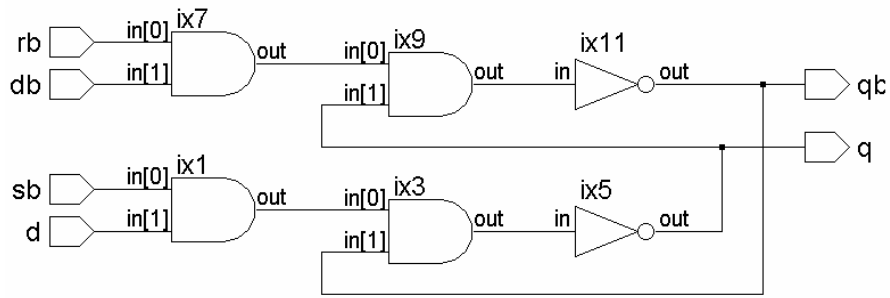 rb in[0] ix7 out in[0] ix9 out in ix11 out qb
db in[1] in[1] q
sb in[0] ix1 out in[0] ix3 out in ix5 out
d in[1] in[1]